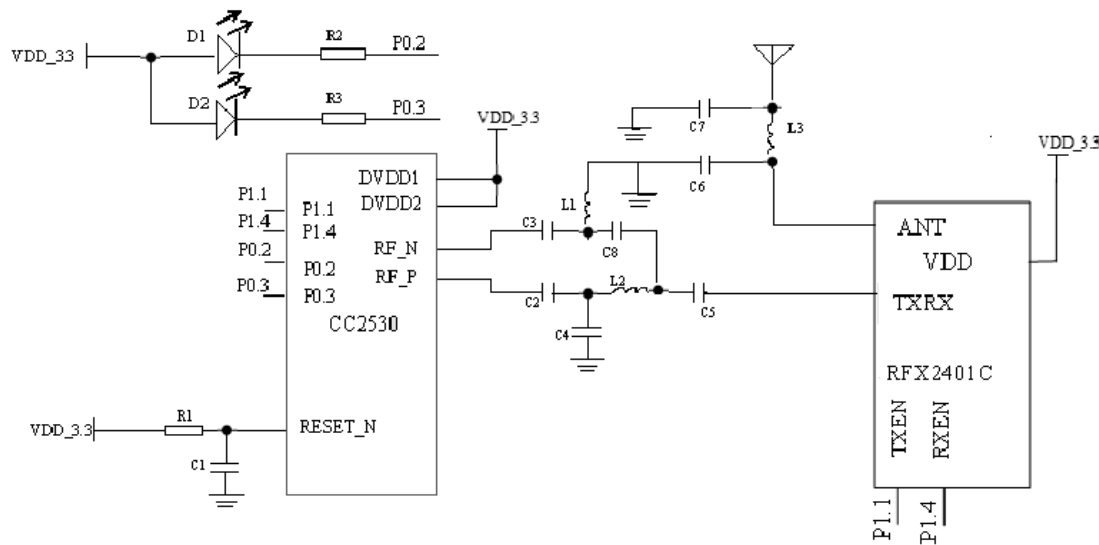 D1
R2
P0.2
VDD_33
D2
R3
P0.3
VDD_3.3
C7
L3
VDD_3.3
C6
DVDD1
P1.1
P1.1
DVDD2
L1
P1.4
P1.4
C3
ANT
RF_N
C8
VDD
P0.2
P0.2
RF_P
L2
P0.3
P0.3
C2
C5
TXRX
CC2530
C4
RFX2401C
R1
VDD_3.3
RESET_N
TXEN
RXEN
C1
P1.1
P1.4